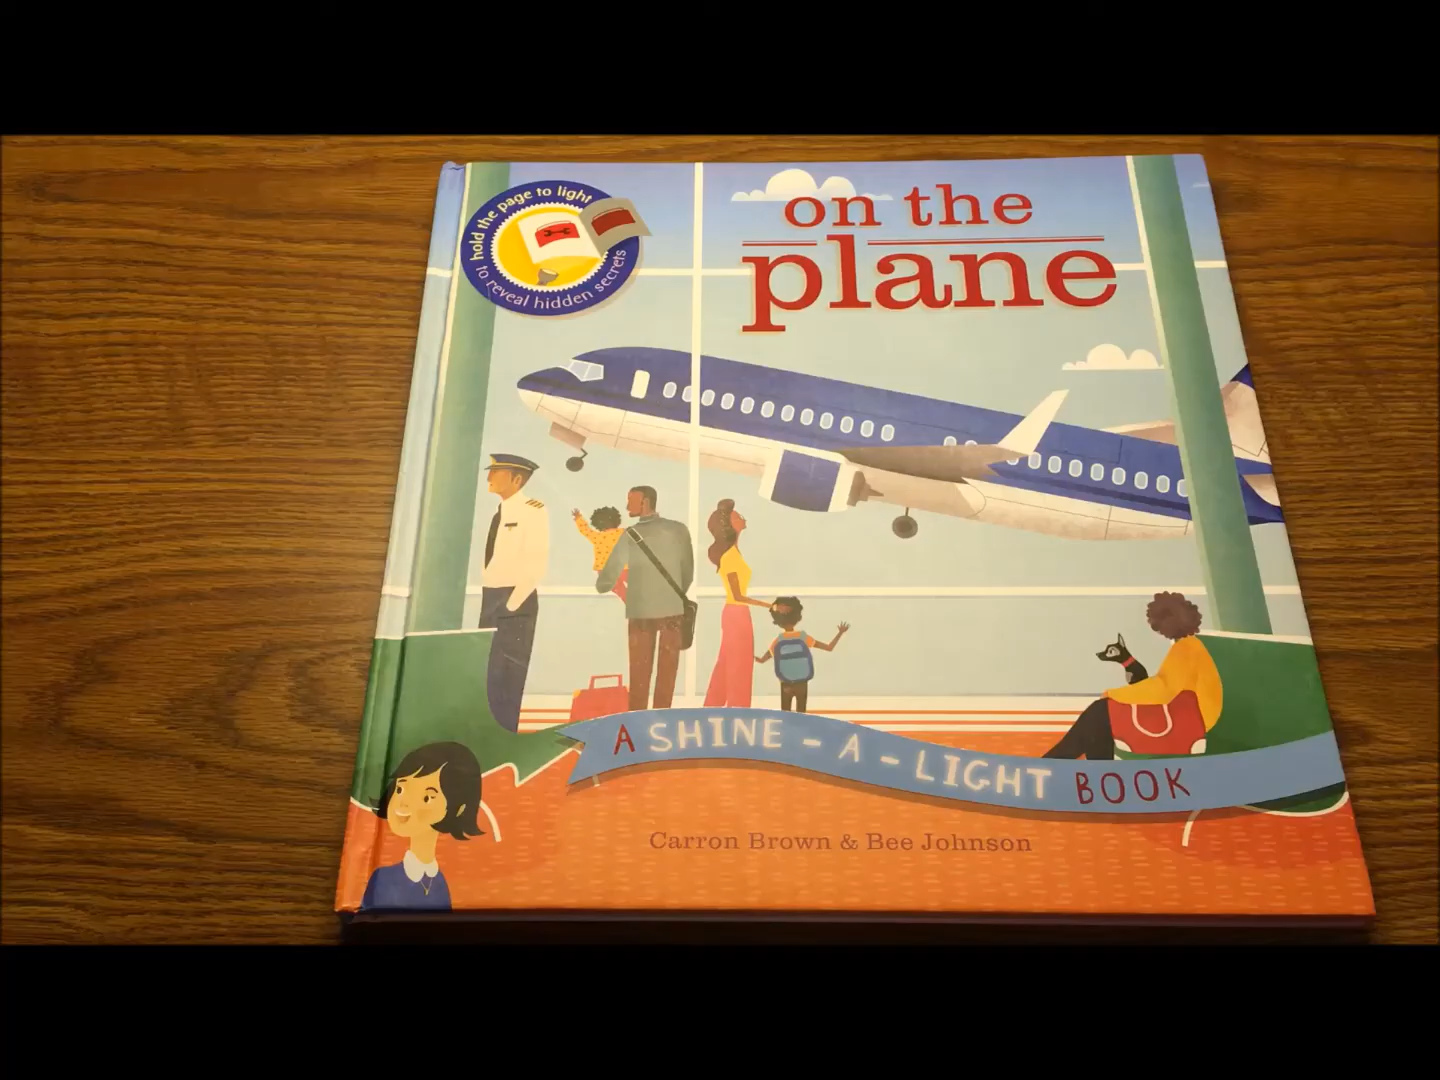 hold the page to light
to reveal hidden secrets
on the
plane
A SHINE-A-LIGHT BOOK
Carron Brown & Bee Johnson